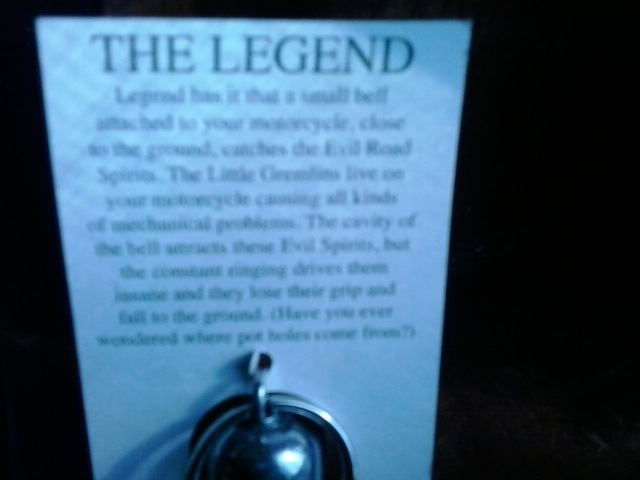 THE LEGEND
Legend has it that a small bell
attached to your motorcycle, close
to the ground, catches the Evil Road
Spirits. The Little Gremlins live on
your motorcycle causing all kinds
of mechanical problems. The cavity of
the bell attracts these Evil Spirits, but
the constant ringing drives them
insane and they lose their grip and
fall to the ground. (Have you ever
wondered where pot holes come from?)